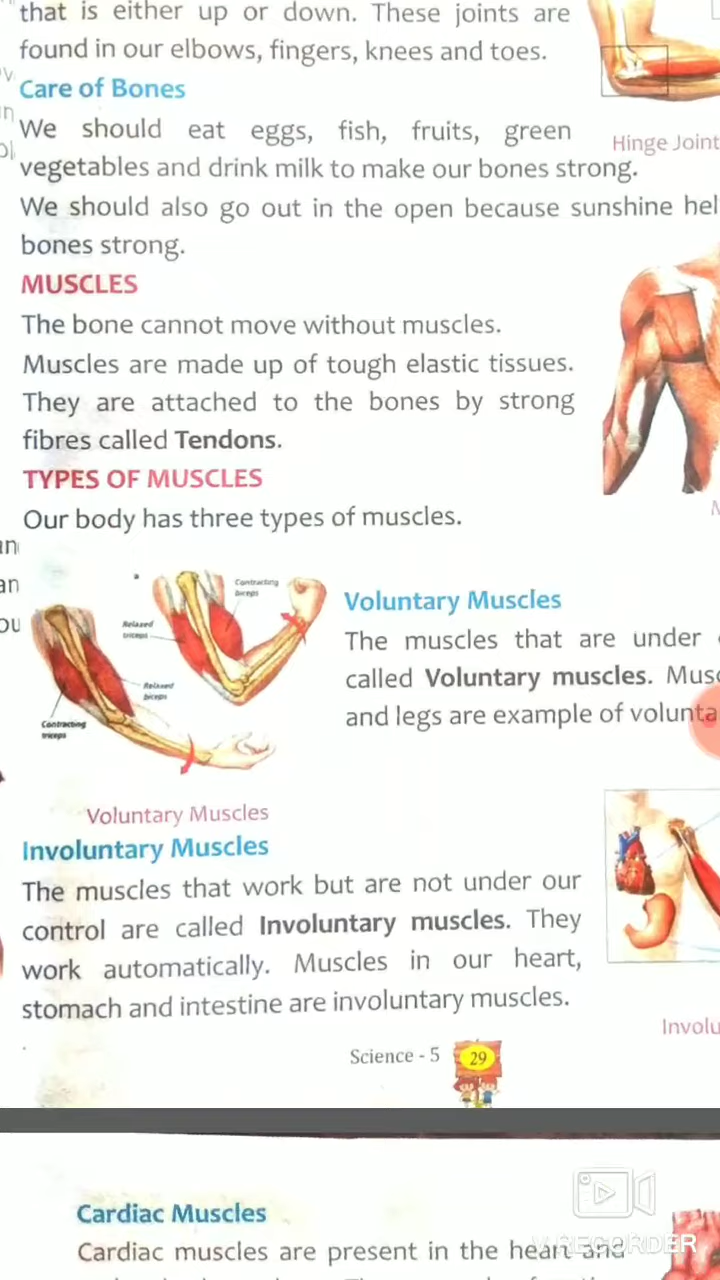 that is either up or down. These joints are
found in our elbows, fingers, knees and toes.
Care of Bones
We should eat eggs, fish, fruits, green
vegetables and drink milk to make our bones strong.
Hinge Joint
We should also go out in the open because sunshine hel
bones strong.
MUSCLES
The bone cannot move without muscles.
Muscles are made up of tough elastic tissues.
They are attached to the bones by strong
fibres called Tendons.
TYPES OF MUSCLES
Our body has three types of muscles.
Contracting
biceps
Relaxed
triceps
Relaxed
biceps
Contracting
triceps
Voluntary Muscles
Voluntary Muscles
The muscles that are under
called Voluntary muscles. Musc
and legs are example of volunta
Involuntary Muscles
The muscles that work but are not under our
control are called Involuntary muscles. They
work automatically. Muscles in our heart,
stomach and intestine are involuntary muscles.
Involu
Science - 5 29
Cardiac Muscles
Cardiac muscles are present in the heart and
V RECORDER